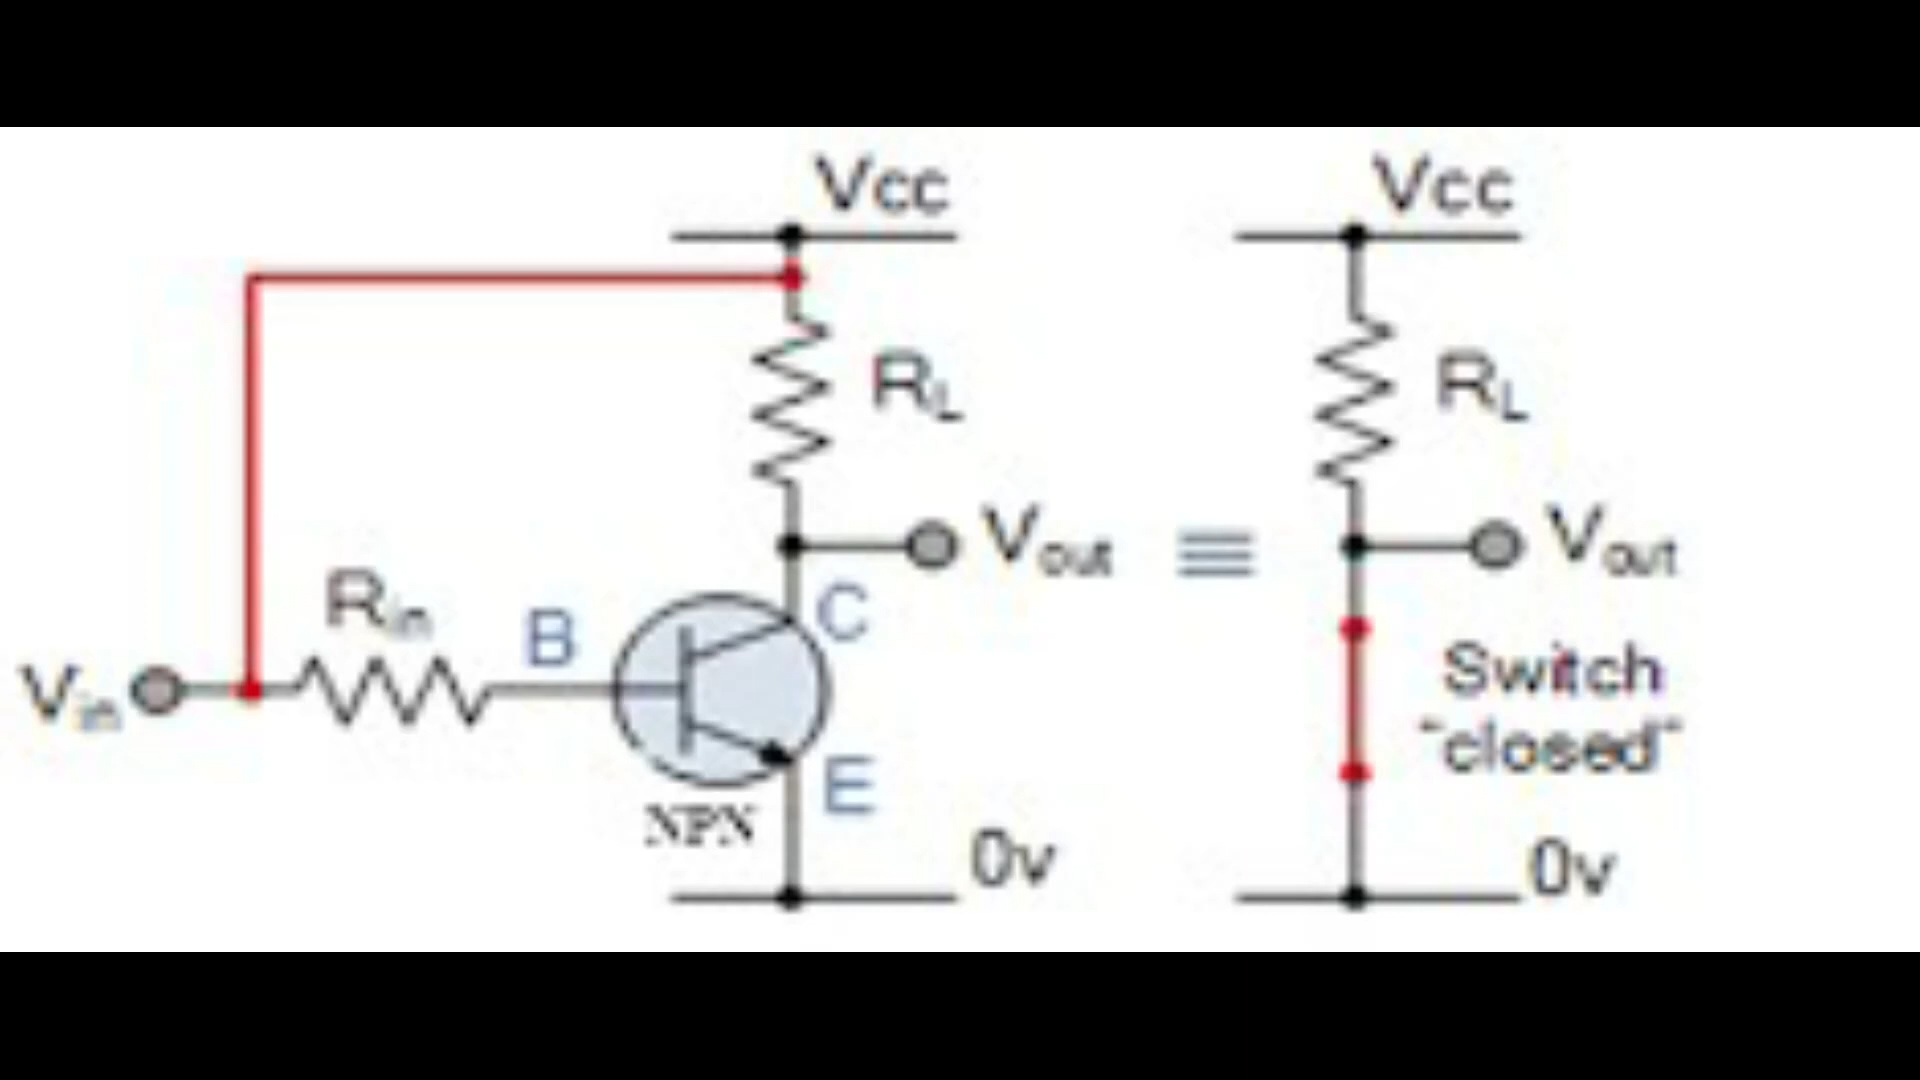 Vcc
Vcc
RL
RL
Vout
≡
Vout
Rin
B
C
Vin
Switch
"closed"
E
NPN
0v
0v